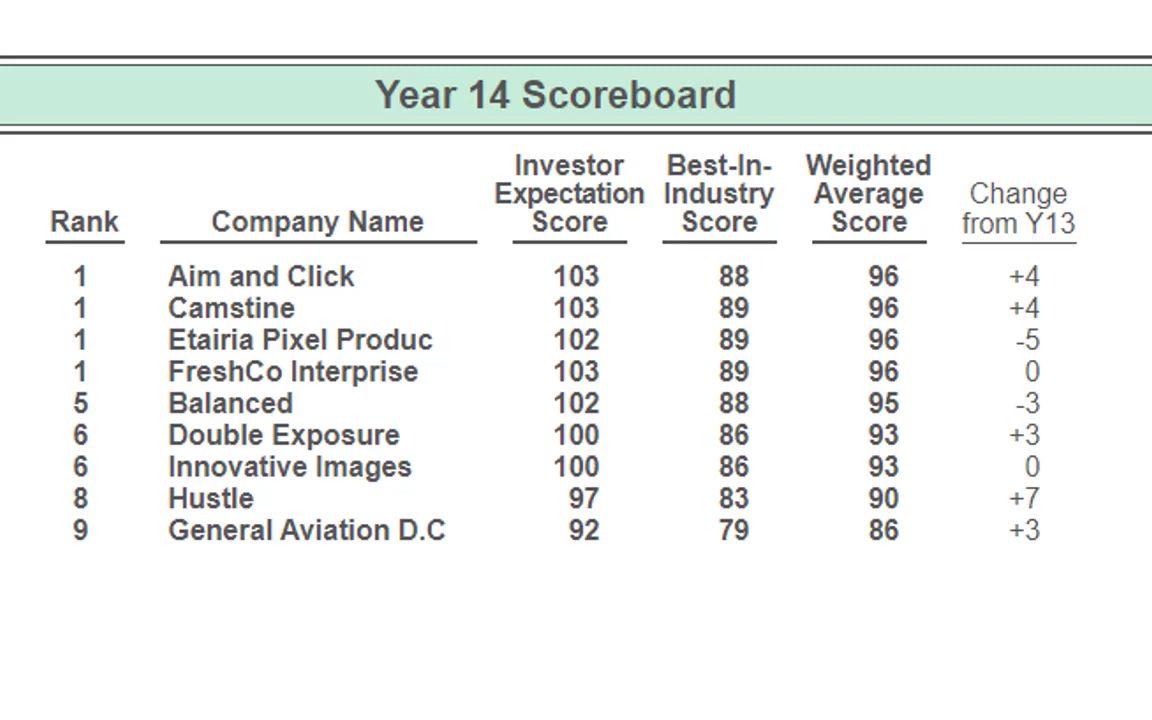 Year 14 Scoreboard
Rank Company Name Investor Expectation Score Best-In-Industry Score Weighted Average Score Change from Y13
1 Aim and Click 103 88 96 +4
1 Camstine 103 89 96 +4
1 Etairia Pixel Produc 102 89 96 -5
1 FreshCo Interprise 103 89 96 0
5 Balanced 102 88 95 -3
6 Double Exposure 100 86 93 +3
6 Innovative Images 100 86 93 0
8 Hustle 97 83 90 +7
9 General Aviation D.C 92 79 86 +3